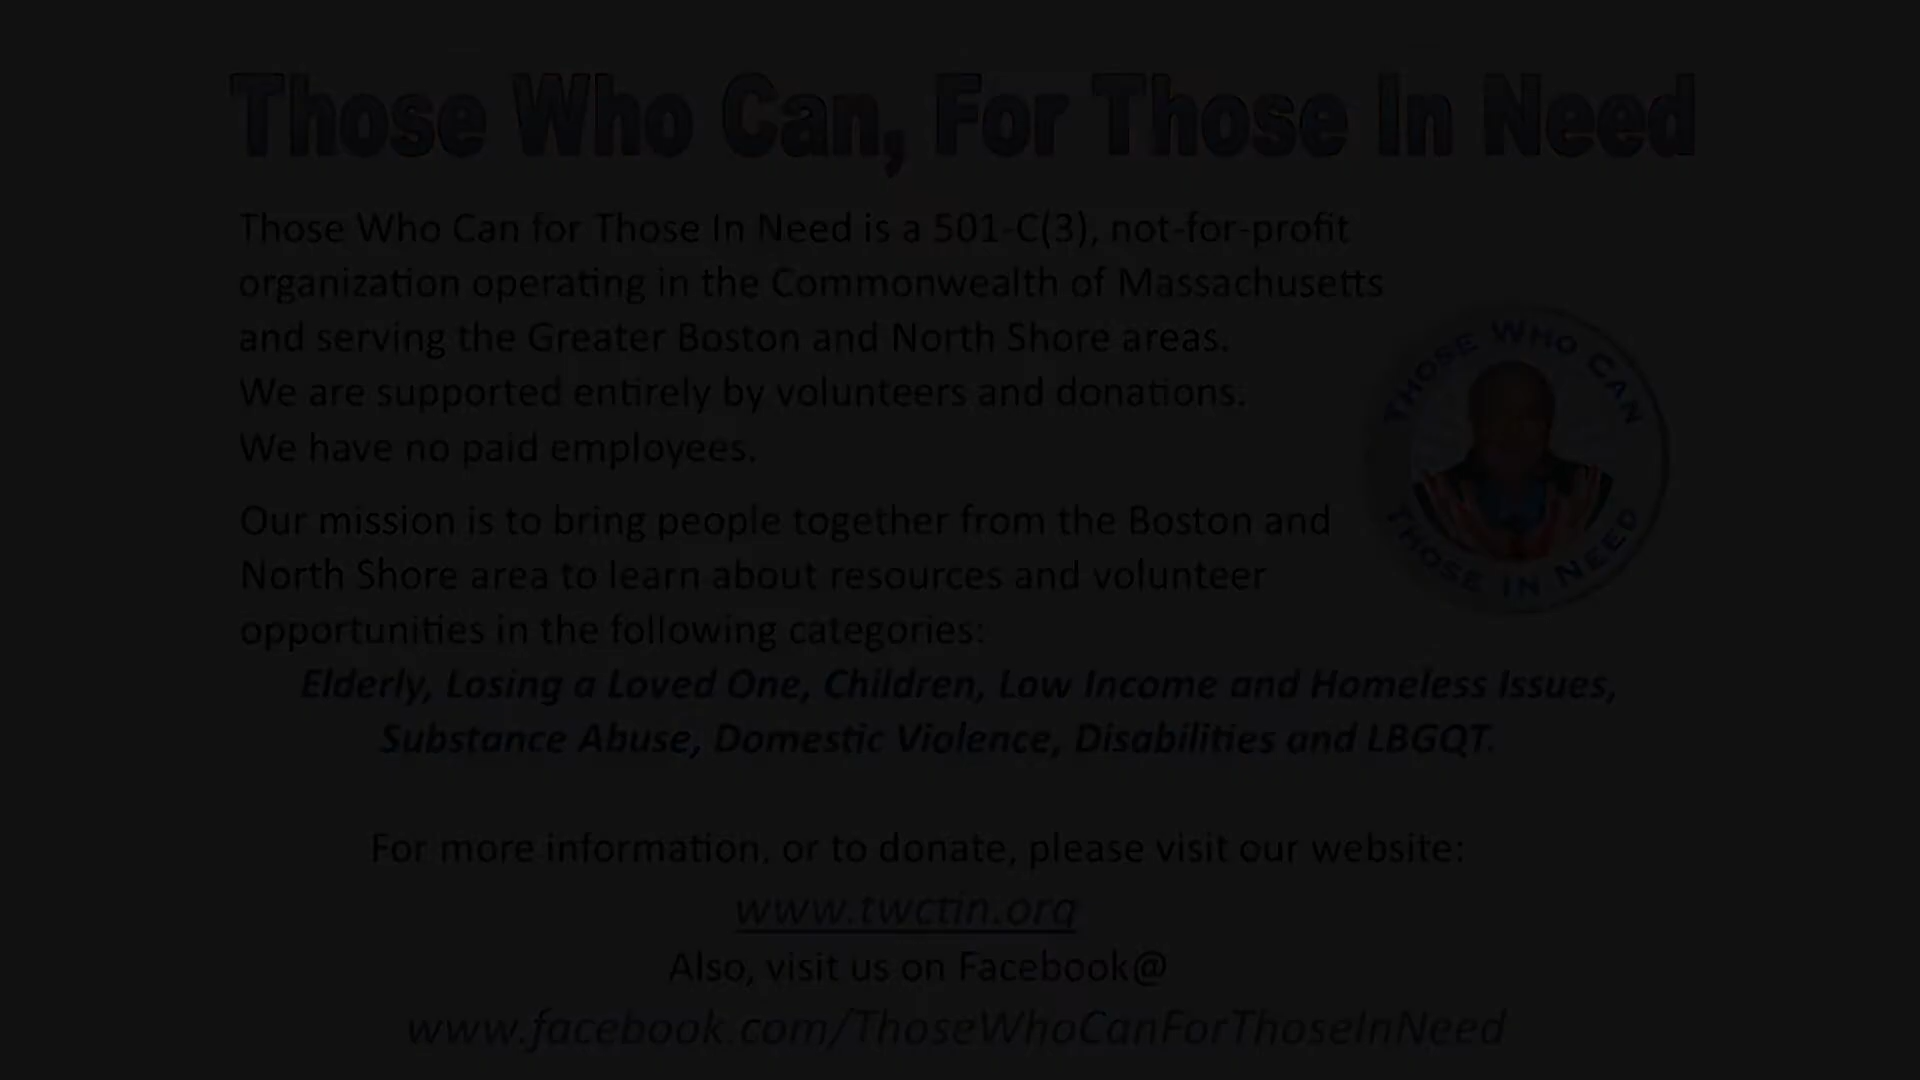 Those Who Can, For Those In Need
Those Who Can for Those In Need is a 501-C(3), not-for-profit
organization operating in the Commonwealth of Massachusetts
and serving the Greater Boston and North Shore areas.
We are supported entirely by volunteers and donations.
We have no paid employees.
THOSE WHO CAN
THOSE IN NEED
Our mission is to bring people together from the Boston and
North Shore area to learn about resources and volunteer
opportunities in the following categories:
Elderly, Losing a Loved One, Children, Low Income and Homeless Issues,
Substance Abuse, Domestic Violence, Disabilities and LBGQT.
For more information, or to donate, please visit our website:
www.twctin.org
Also, visit us on Facebook@
www.facebook.com/ThoseWhoCanForThoseInNeed